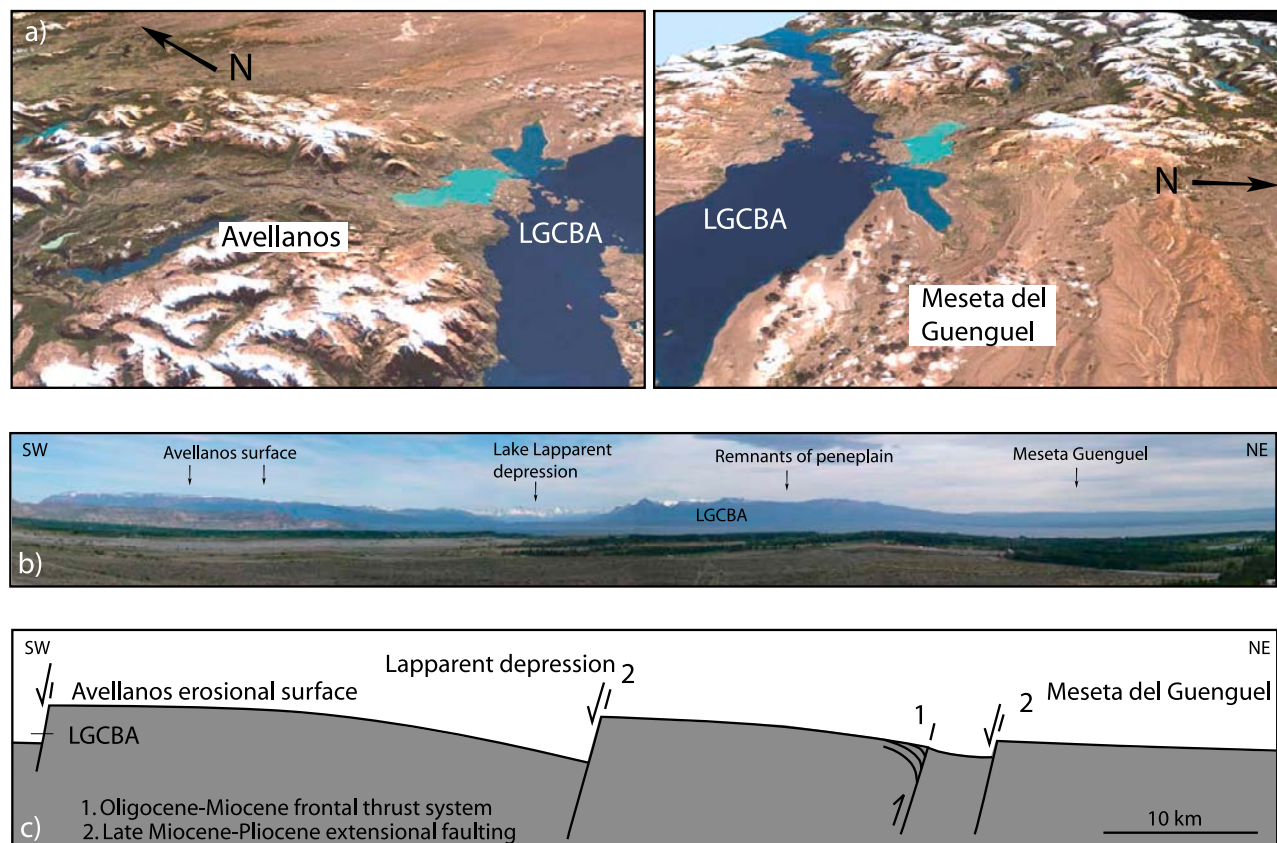 a)
N
Avellanos
LGCBA
LGCBA
N
Meseta del
Guenguel
SW
Avellanos surface
Lake Lapparent
depression
Remnants of peneplain
Meseta Guenguel
NE
LGCBA
b)
SW
NE
Lapparent depression
2
Avellanos erosional surface
1
2
Meseta del Guenguel
LGCBA
1. Oligocene-Miocene frontal thrust system
2. Late Miocene-Pliocene extensional faulting
c)
10 km